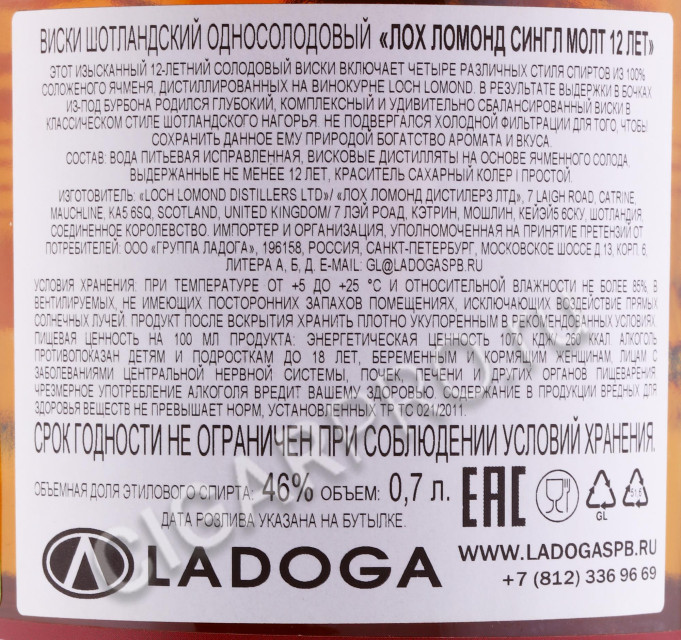 ВИСКИ ШОТЛАНДСКИЙ ОДНОСОЛОДОВЫЙ «ЛОХ ЛОМОНД СИНГЛ МОЛТ 12 ЛЕТ»
ЭТОТ ИЗЫСКАННЫЙ 12-ЛЕТНИЙ СОЛОДОВЫЙ ВИСКИ ВКЛЮЧАЕТ ЧЕТЫРЕ РАЗЛИЧНЫХ СТИЛЯ СПИРТОВ ИЗ 100%
СОЛОЖЕНОГО ЯЧМЕНЯ, ДИСТИЛЛИРОВАННЫХ НА ВИНОКУРНЕ LOCH LOMOND. В РЕЗУЛЬТАТЕ ВЫДЕРЖКИ В БОЧКАХ
ИЗ-ПОД БУРБОНА РОДИЛСЯ ГЛУБОКИЙ, КОМПЛЕКСНЫЙ И УДИВИТЕЛЬНО СБАЛАНСИРОВАННЫЙ ВИСКИ В
КЛАССИЧЕСКОМ СТИЛЕ ШОТЛАНДСКОГО НАГОРЬЯ. НЕ ПОДВЕРГАЛСЯ ХОЛОДНОЙ ФИЛЬТРАЦИИ ДЛЯ ТОГО, ЧТОБЫ
СОХРАНИТЬ ДАННОЕ ЕМУ ПРИРОДОЙ БОГАТСТВО АРОМАТА И ВКУСА.
СОСТАВ: ВОДА ПИТЬЕВАЯ ИСПРАВЛЕННАЯ, ВИСКОВЫЕ ДИСТИЛЛЯТЫ НА ОСНОВЕ ЯЧМЕННОГО СОЛОДА
ВЫДЕРЖАННЫЕ НЕ МЕНЕЕ 12 ЛЕТ, КРАСИТЕЛЬ САХАРНЫЙ КОЛЕР I ПРОСТОЙ.
ИЗГОТОВИТЕЛЬ: «LOCH LOMOND DISTILLERS LTD»/ «ЛОХ ЛОМОНД ДИСТИЛЕРЗ ЛТД», 7 LAIGH ROAD, CATRINE,
MAUCHLINE, KA5 6SQ, SCOTLAND, UNITED KINGDOM/ 7 ЛЭЙ РОАД, КЭТРИН, МОШЛИН, КЕЙЭЙ5 6СКУ, ШОТЛАНДИЯ
СОЕДИНЕННОЕ КОРОЛЕВСТВО. ИМПОРТЕР И ОРГАНИЗАЦИЯ, УПОЛНОМОЧЕННАЯ НА ПРИНЯТИЕ ПРЕТЕНЗИЙ ОТ
ПОТРЕБИТЕЛЕЙ: ООО «ГРУППА ЛАДОГА», 196158, РОССИЯ, САНКТ-ПЕТЕРБУРГ, МОСКОВСКОЕ ШОССЕ Д 13, КОРП. 6,
ЛИТЕРА А, Б, Д. E-MAIL: GL@LADOGASPB.RU
УСЛОВИЯ ХРАНЕНИЯ: ПРИ ТЕМПЕРАТУРЕ ОТ +5 ДО +25 °С И ОТНОСИТЕЛЬНОЙ ВЛАЖНОСТИ НЕ БОЛЕЕ 85% В
ВЕНТИЛИРУЕМЫХ, НЕ ИМЕЮЩИХ ПОСТОРОННИХ ЗАПАХОВ ПОМЕЩЕНИЯХ, ИСКЛЮЧАЮЩИХ ВОЗДЕЙСТВИЕ ПРЯМЫХ
СОЛНЕЧНЫХ ЛУЧЕЙ. ПРОДУКТ ПОСЛЕ ВСКРЫТИЯ ХРАНИТЬ ПЛОТНО УКУПОРЕННЫМ В РЕКОМЕНДОВАННЫХ УСЛОВИЯХ.
ПИЩЕВАЯ ЦЕННОСТЬ НА 100 МЛ ПРОДУКТА: ЭНЕРГЕТИЧЕСКАЯ ЦЕННОСТЬ КДЖ/ 260 ККАЛ АЛКОГОЛЬ
ПРОТИВОПОКАЗАН ДЕТЯМ И ПОДРОСТКАМ ДО 18 ЛЕТ, БЕРЕМЕННЫМ И КОРМЯЩИМ ЖЕНЩИНАМ, ЛИЦАМ С
ЗАБОЛЕВАНИЯМИ ЦЕНТРАЛЬНОЙ НЕРВНОЙ СИСТЕМЫ, ПОЧЕК, ПЕЧЕНИ И ДРУГИХ ОРГАНОВ ПИЩЕВАРЕНИЯ
ЧРЕЗМЕРНОЕ УПОТРЕБЛЕНИЕ АЛКОГОЛЯ ВРЕДИТ ВАШЕМУ ЗДОРОВЬЮ. СОДЕРЖАНИЕ В ПРОДУКЦИИ ВРЕДНЫХ ДЛЯ
ЗДОРОВЬЯ ВЕЩЕСТВ НЕ ПРЕВЫШАЕТ НОРМ, УСТАНОВЛЕННЫХ ТР ТС 021/2011.
СРОК ГОДНОСТИ НЕ ОГРАНИЧЕН ПРИ СОБЛЮДЕНИИ УСЛОВИЙ ХРАНЕНИЯ.
ОБЪЕМНАЯ ДОЛЯ ЭТИЛОВОГО СПИРТА: 46% ОБЪЕМ: 0,7 л.
ДАТА РОЗЛИВА УКАЗАНА НА БУТЫЛКЕ.
EAC
GL
LADOGA
WWW.LADOGASPB.RU
+7 (812) 336 96 69
CIGARPRO.ru